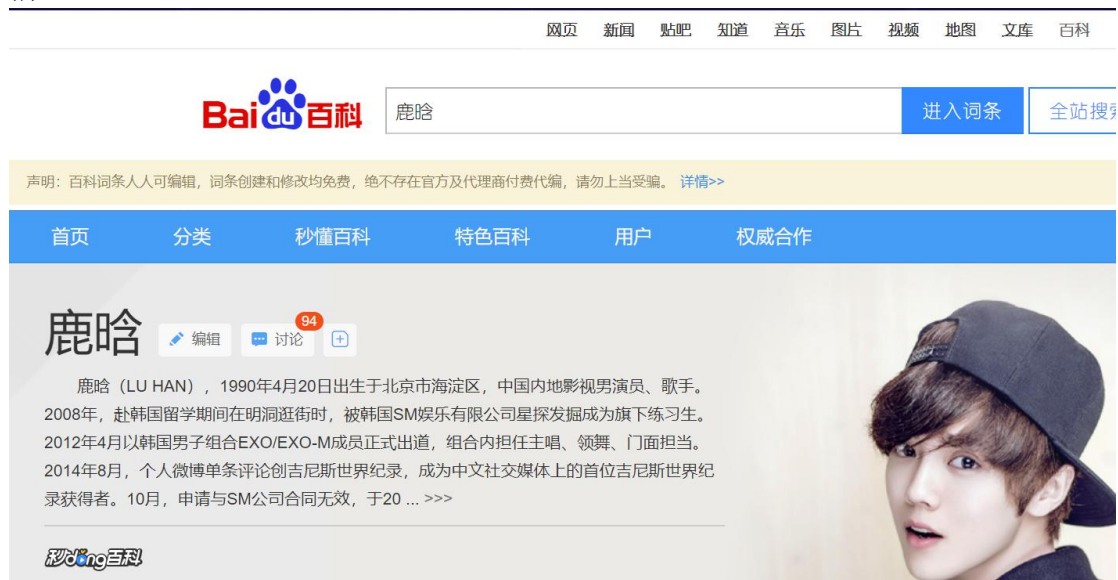 网页 新闻 贴吧 知道 音乐 图片 视频 地图 文库 百科
Bai du 百科 鹿晗 进入词条 全站搜索
声明：百科词条人人可编辑，词条创建和修改均免费，绝不存在官方及代理商付费代编，请勿上当受骗。 详情>>
首页 分类 秒懂百科 特色百科 用户 权威合作
鹿晗 编辑 讨论 94
鹿晗（LU HAN），1990年4月20日出生于北京市海淀区，中国内地影视男演员、歌手。
2008年，赴韩国留学期间在明洞逛街时，被韩国SM娱乐有限公司星探发掘成为旗下练习生。
2012年4月以韩国男子组合EXO/EXO-M成员正式出道，组合内担任主唱、领舞、门面担当。
2014年8月，个人微博单条评论创吉尼斯世界纪录，成为中文社交媒体上的首位吉尼斯世界纪
录获得者。10月，申请与SM公司合同无效，于20 ... >>>
秒dǒng百科